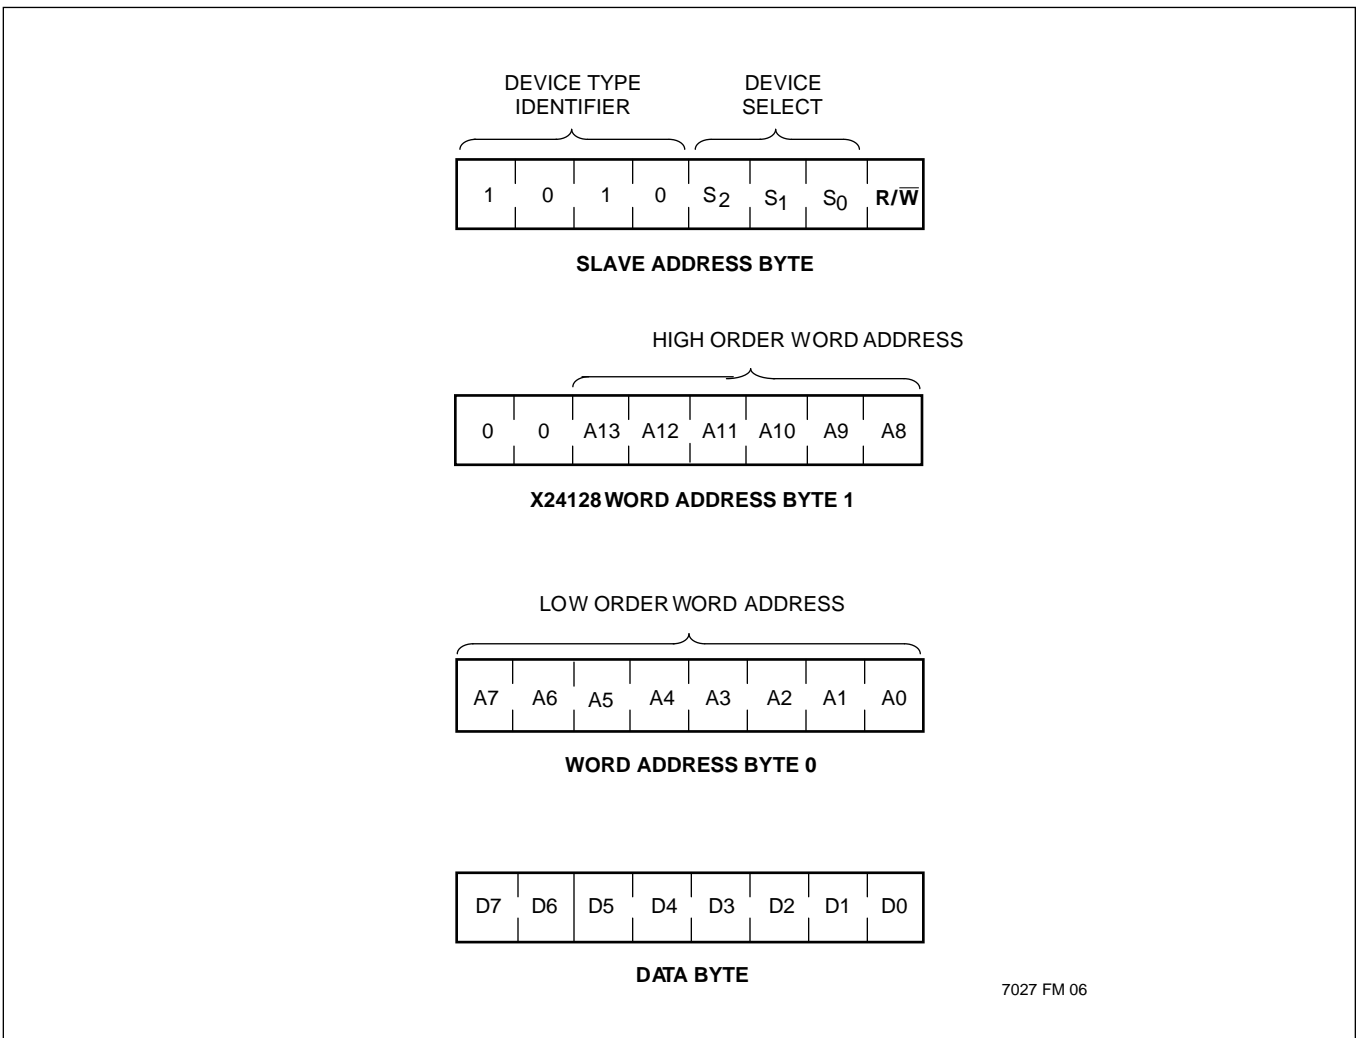 DEVICE TYPE IDENTIFIER
DEVICE SELECT
1 0 1 0 S2 S1 S0 R/W̅
SLAVE ADDRESS BYTE
HIGH ORDER WORD ADDRESS
0 0 A13 A12 A11 A10 A9 A8
X24128 WORD ADDRESS BYTE 1
LOW ORDER WORD ADDRESS
A7 A6 A5 A4 A3 A2 A1 A0
WORD ADDRESS BYTE 0
D7 D6 D5 D4 D3 D2 D1 D0
DATA BYTE
7027 FM 06